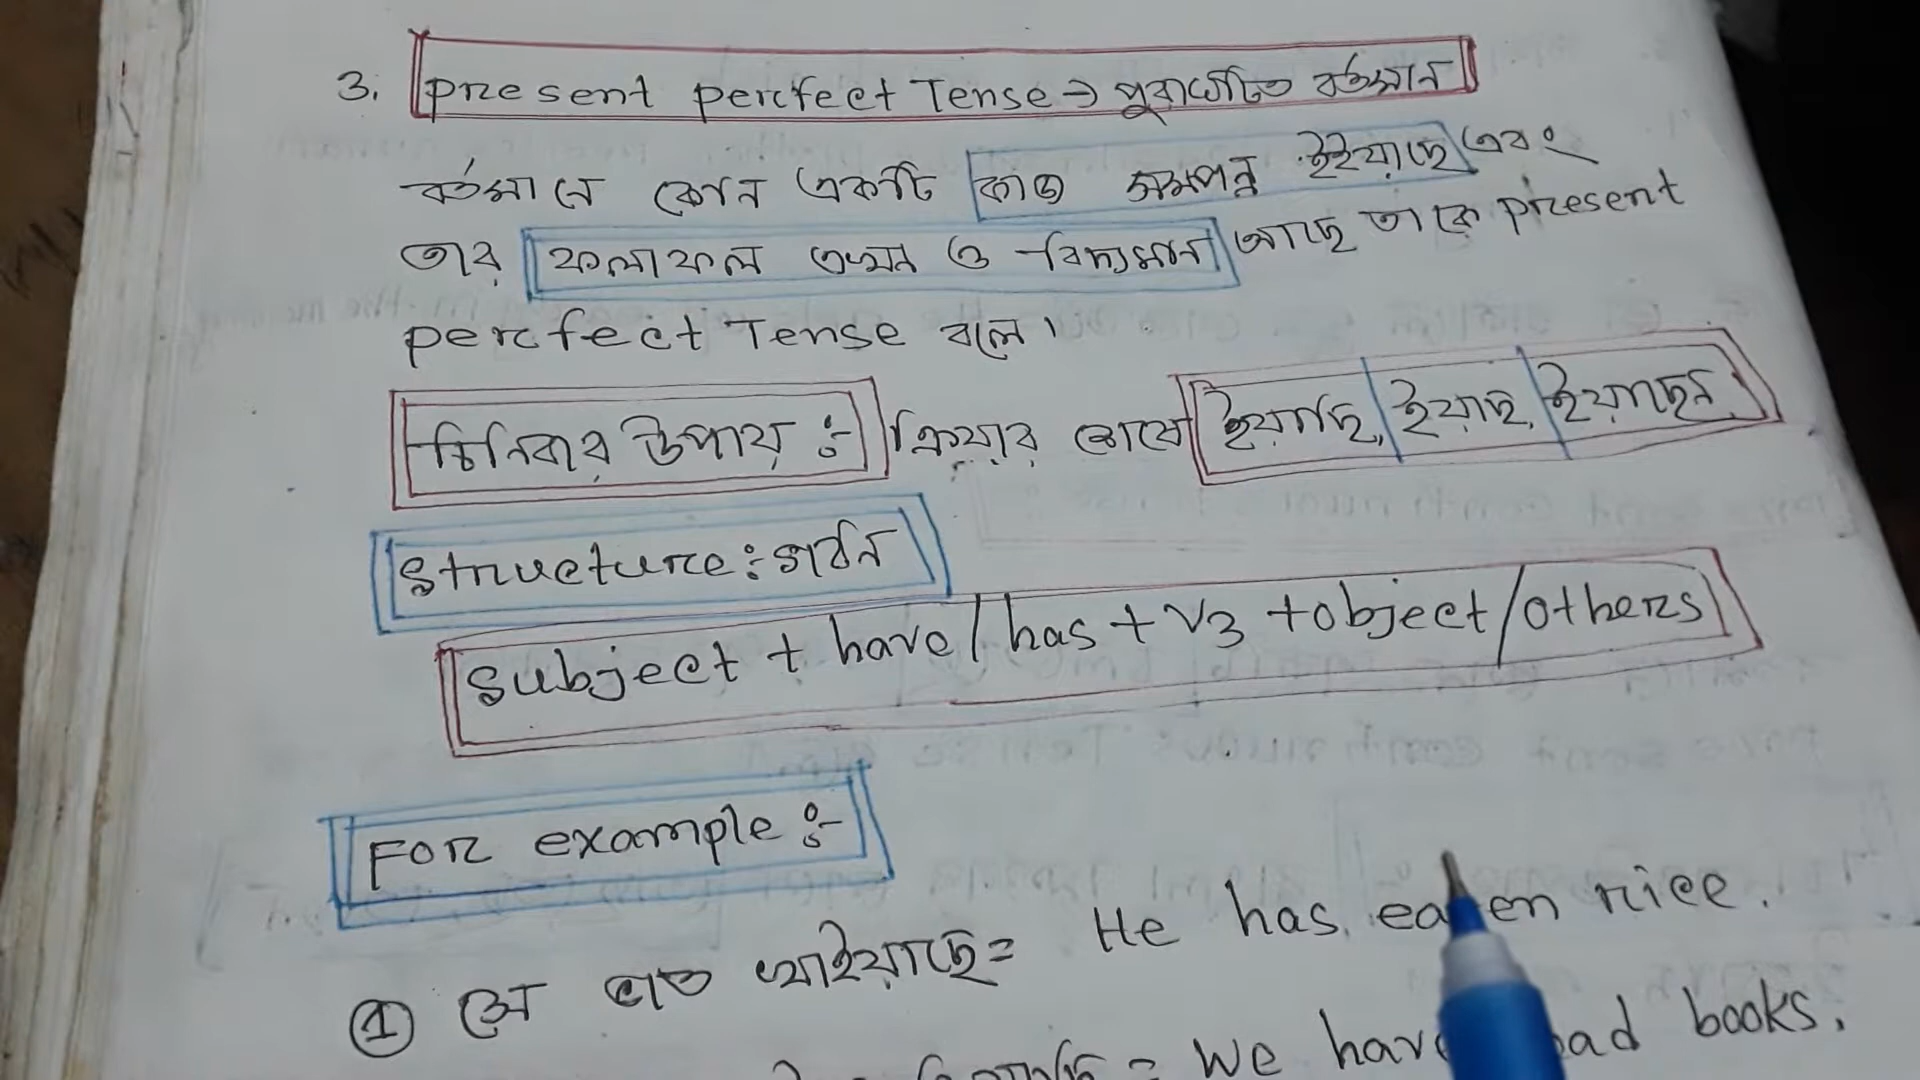 3. Present perfect Tense → পুরাঘটিত বর্তমান
বর্তমানে কোন একটি কাজ সম্পন্ন হইয়াছে এবং
তার ফলাফল এখন ও বিদ্যমান আছে তাকে present
perfect Tense বলে।
চিনিবার উপায় ঃ- ক্রিয়ার শেষে ইয়াছি, ইয়াছ, ইয়াছেন,
Structure: গঠন
Subject + have / has + V3 + object / others
For example ঃ-
① সে ভাত খাইয়াছে = He has eaten rice.
= We have books.